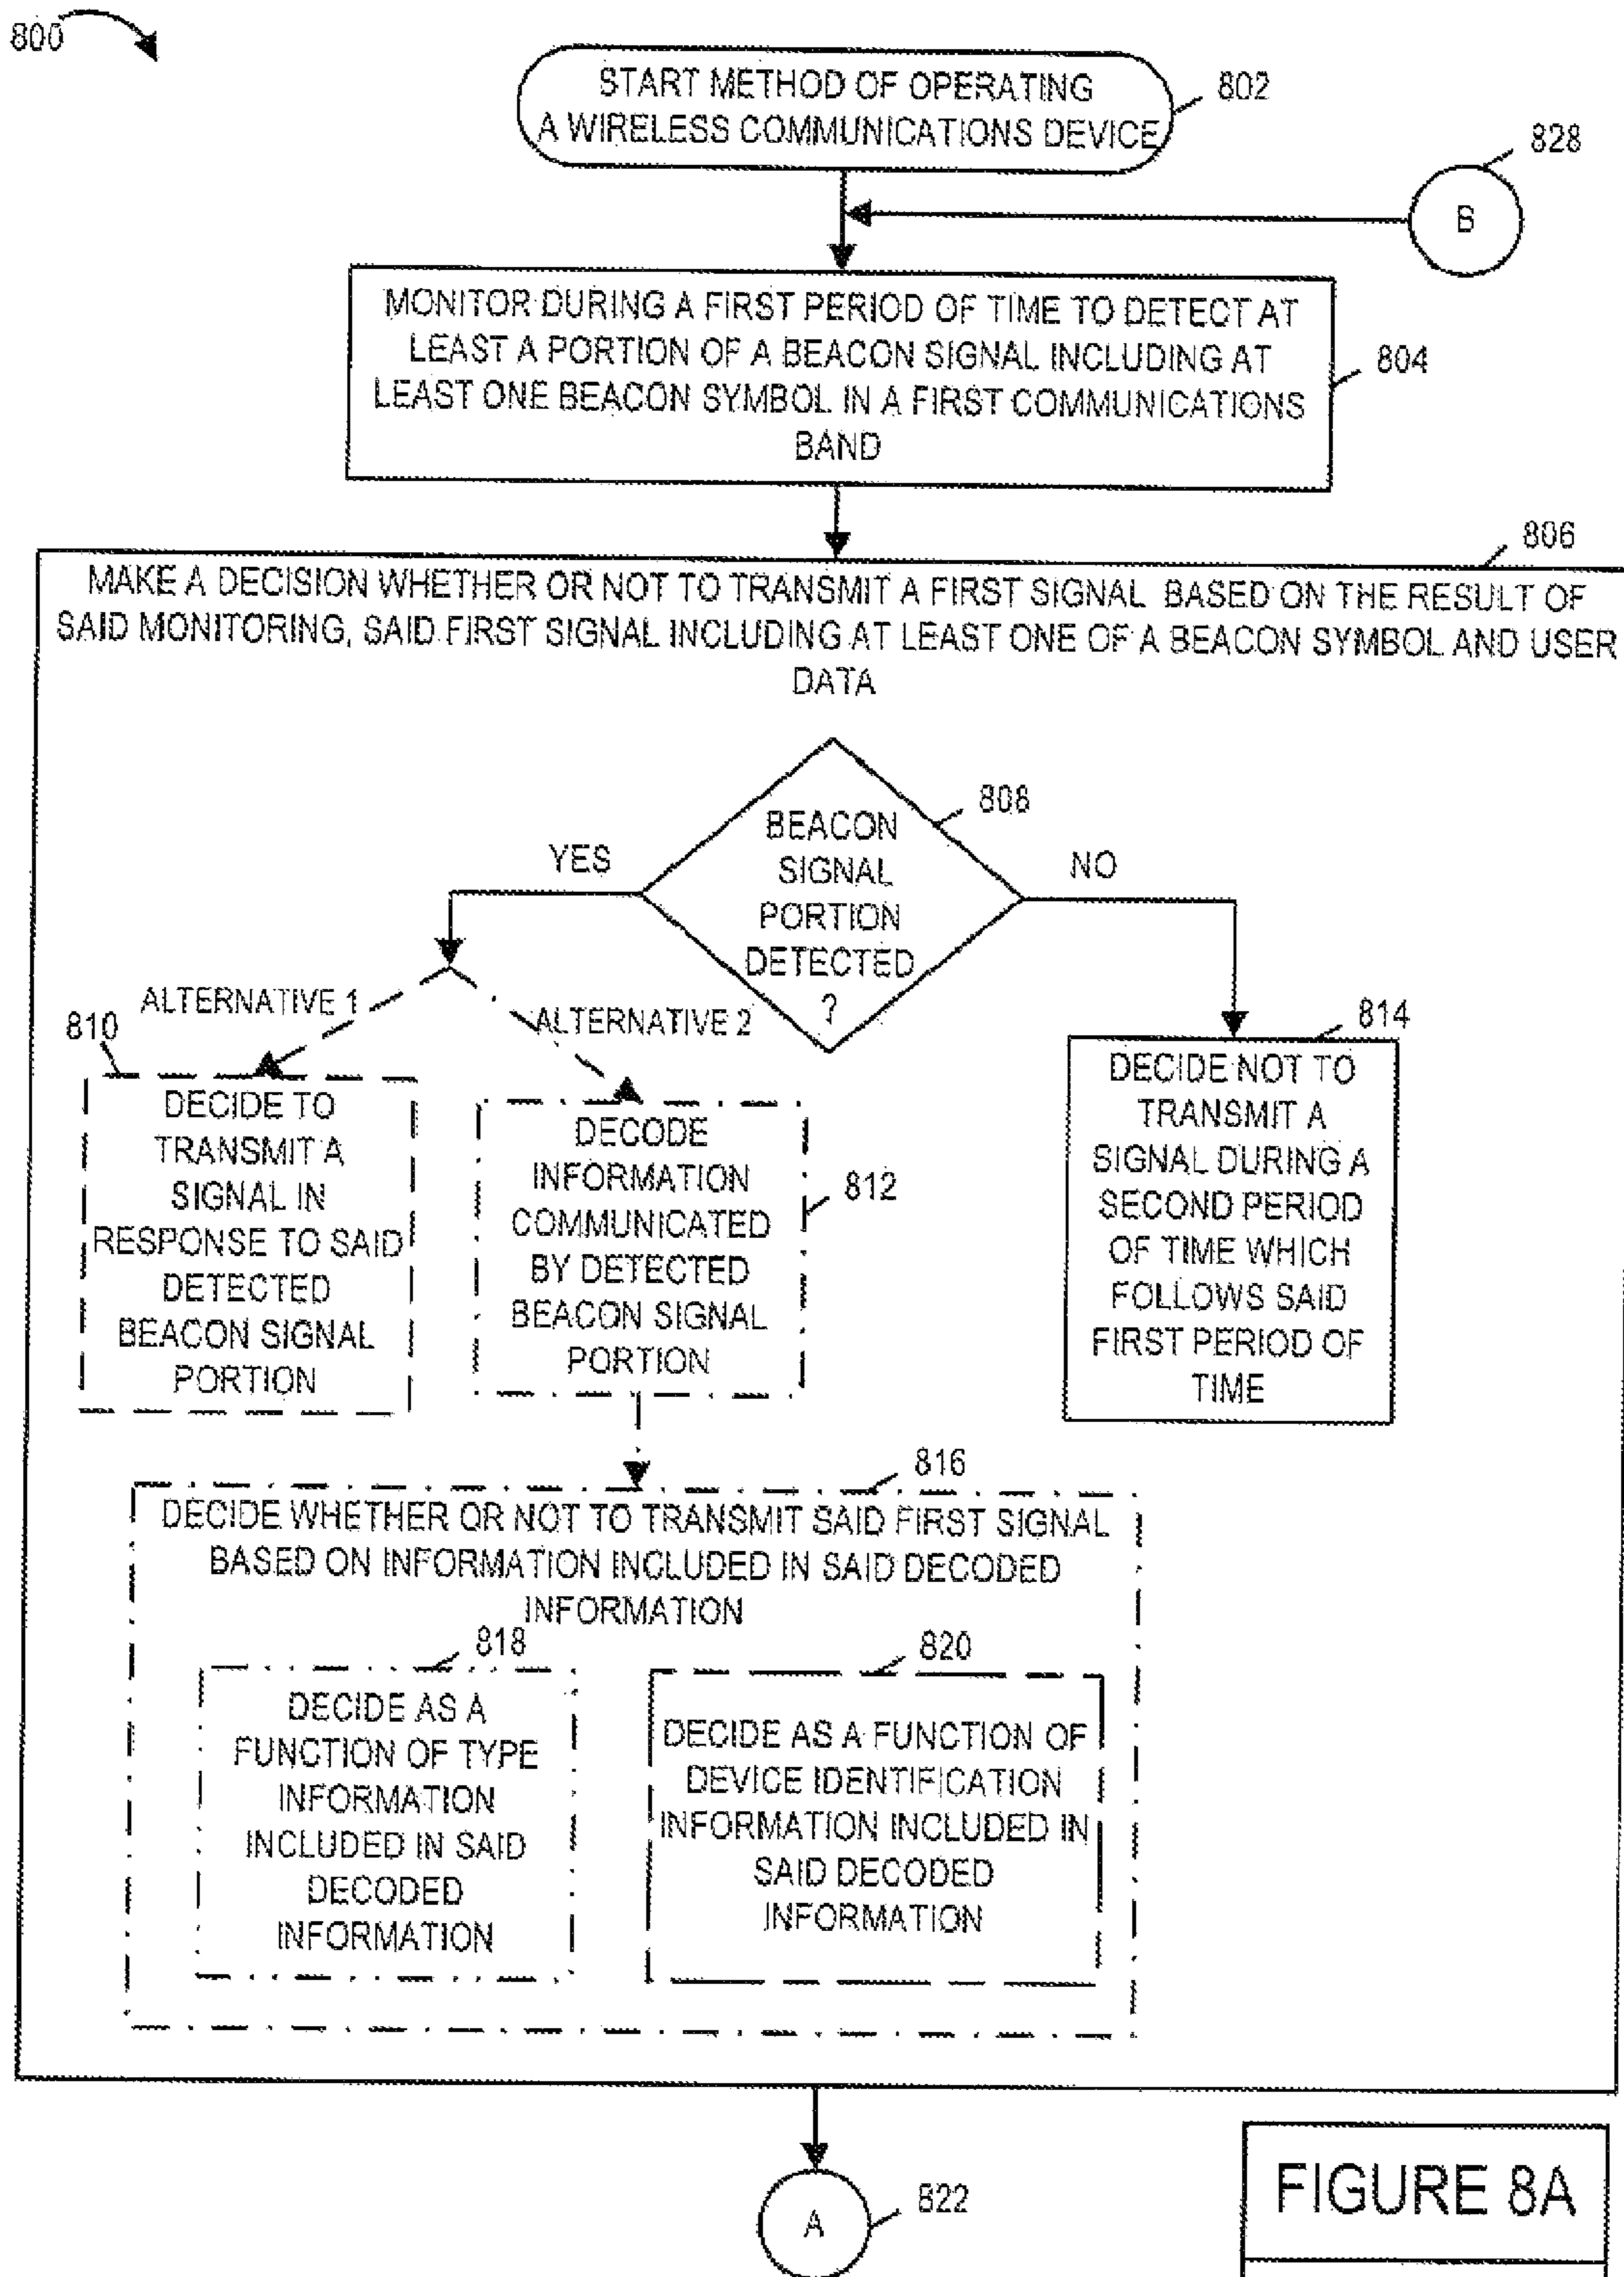 800
START METHOD OF OPERATING
A WIRELESS COMMUNICATIONS DEVICE
802
828
B
MONITOR DURING A FIRST PERIOD OF TIME TO DETECT AT
LEAST A PORTION OF A BEACON SIGNAL INCLUDING AT
LEAST ONE BEACON SYMBOL IN A FIRST COMMUNICATIONS
BAND
804
806
MAKE A DECISION WHETHER OR NOT TO TRANSMIT A FIRST SIGNAL BASED ON THE RESULT OF
SAID MONITORING, SAID FIRST SIGNAL INCLUDING AT LEAST ONE OF A BEACON SYMBOL AND USER
DATA
808
BEACON
SIGNAL
PORTION
DETECTED
?
YES
NO
ALTERNATIVE 1
ALTERNATIVE 2
810
DECIDE TO
TRANSMIT A
SIGNAL IN
RESPONSE TO SAID
DETECTED
BEACON SIGNAL
PORTION
DECODE
INFORMATION
COMMUNICATED
BY DETECTED
BEACON SIGNAL
PORTION
812
814
DECIDE NOT TO
TRANSMIT A
SIGNAL DURING A
SECOND PERIOD
OF TIME WHICH
FOLLOWS SAID
FIRST PERIOD OF
TIME
816
DECIDE WHETHER OR NOT TO TRANSMIT SAID FIRST SIGNAL
BASED ON INFORMATION INCLUDED IN SAID DECODED
INFORMATION
818
DECIDE AS A
FUNCTION OF TYPE
INFORMATION
INCLUDED IN SAID
DECODED
INFORMATION
820
DECIDE AS A FUNCTION OF
DEVICE IDENTIFICATION
INFORMATION INCLUDED IN
SAID DECODED
INFORMATION
A
822
FIGURE 8A